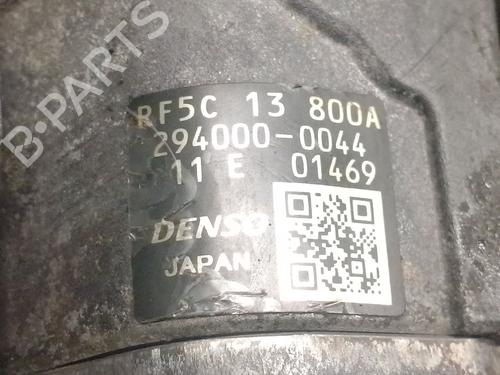 B-PARTS
RF5C 13 800A
294000-0044
11 E 01469
DENSO
JAPAN